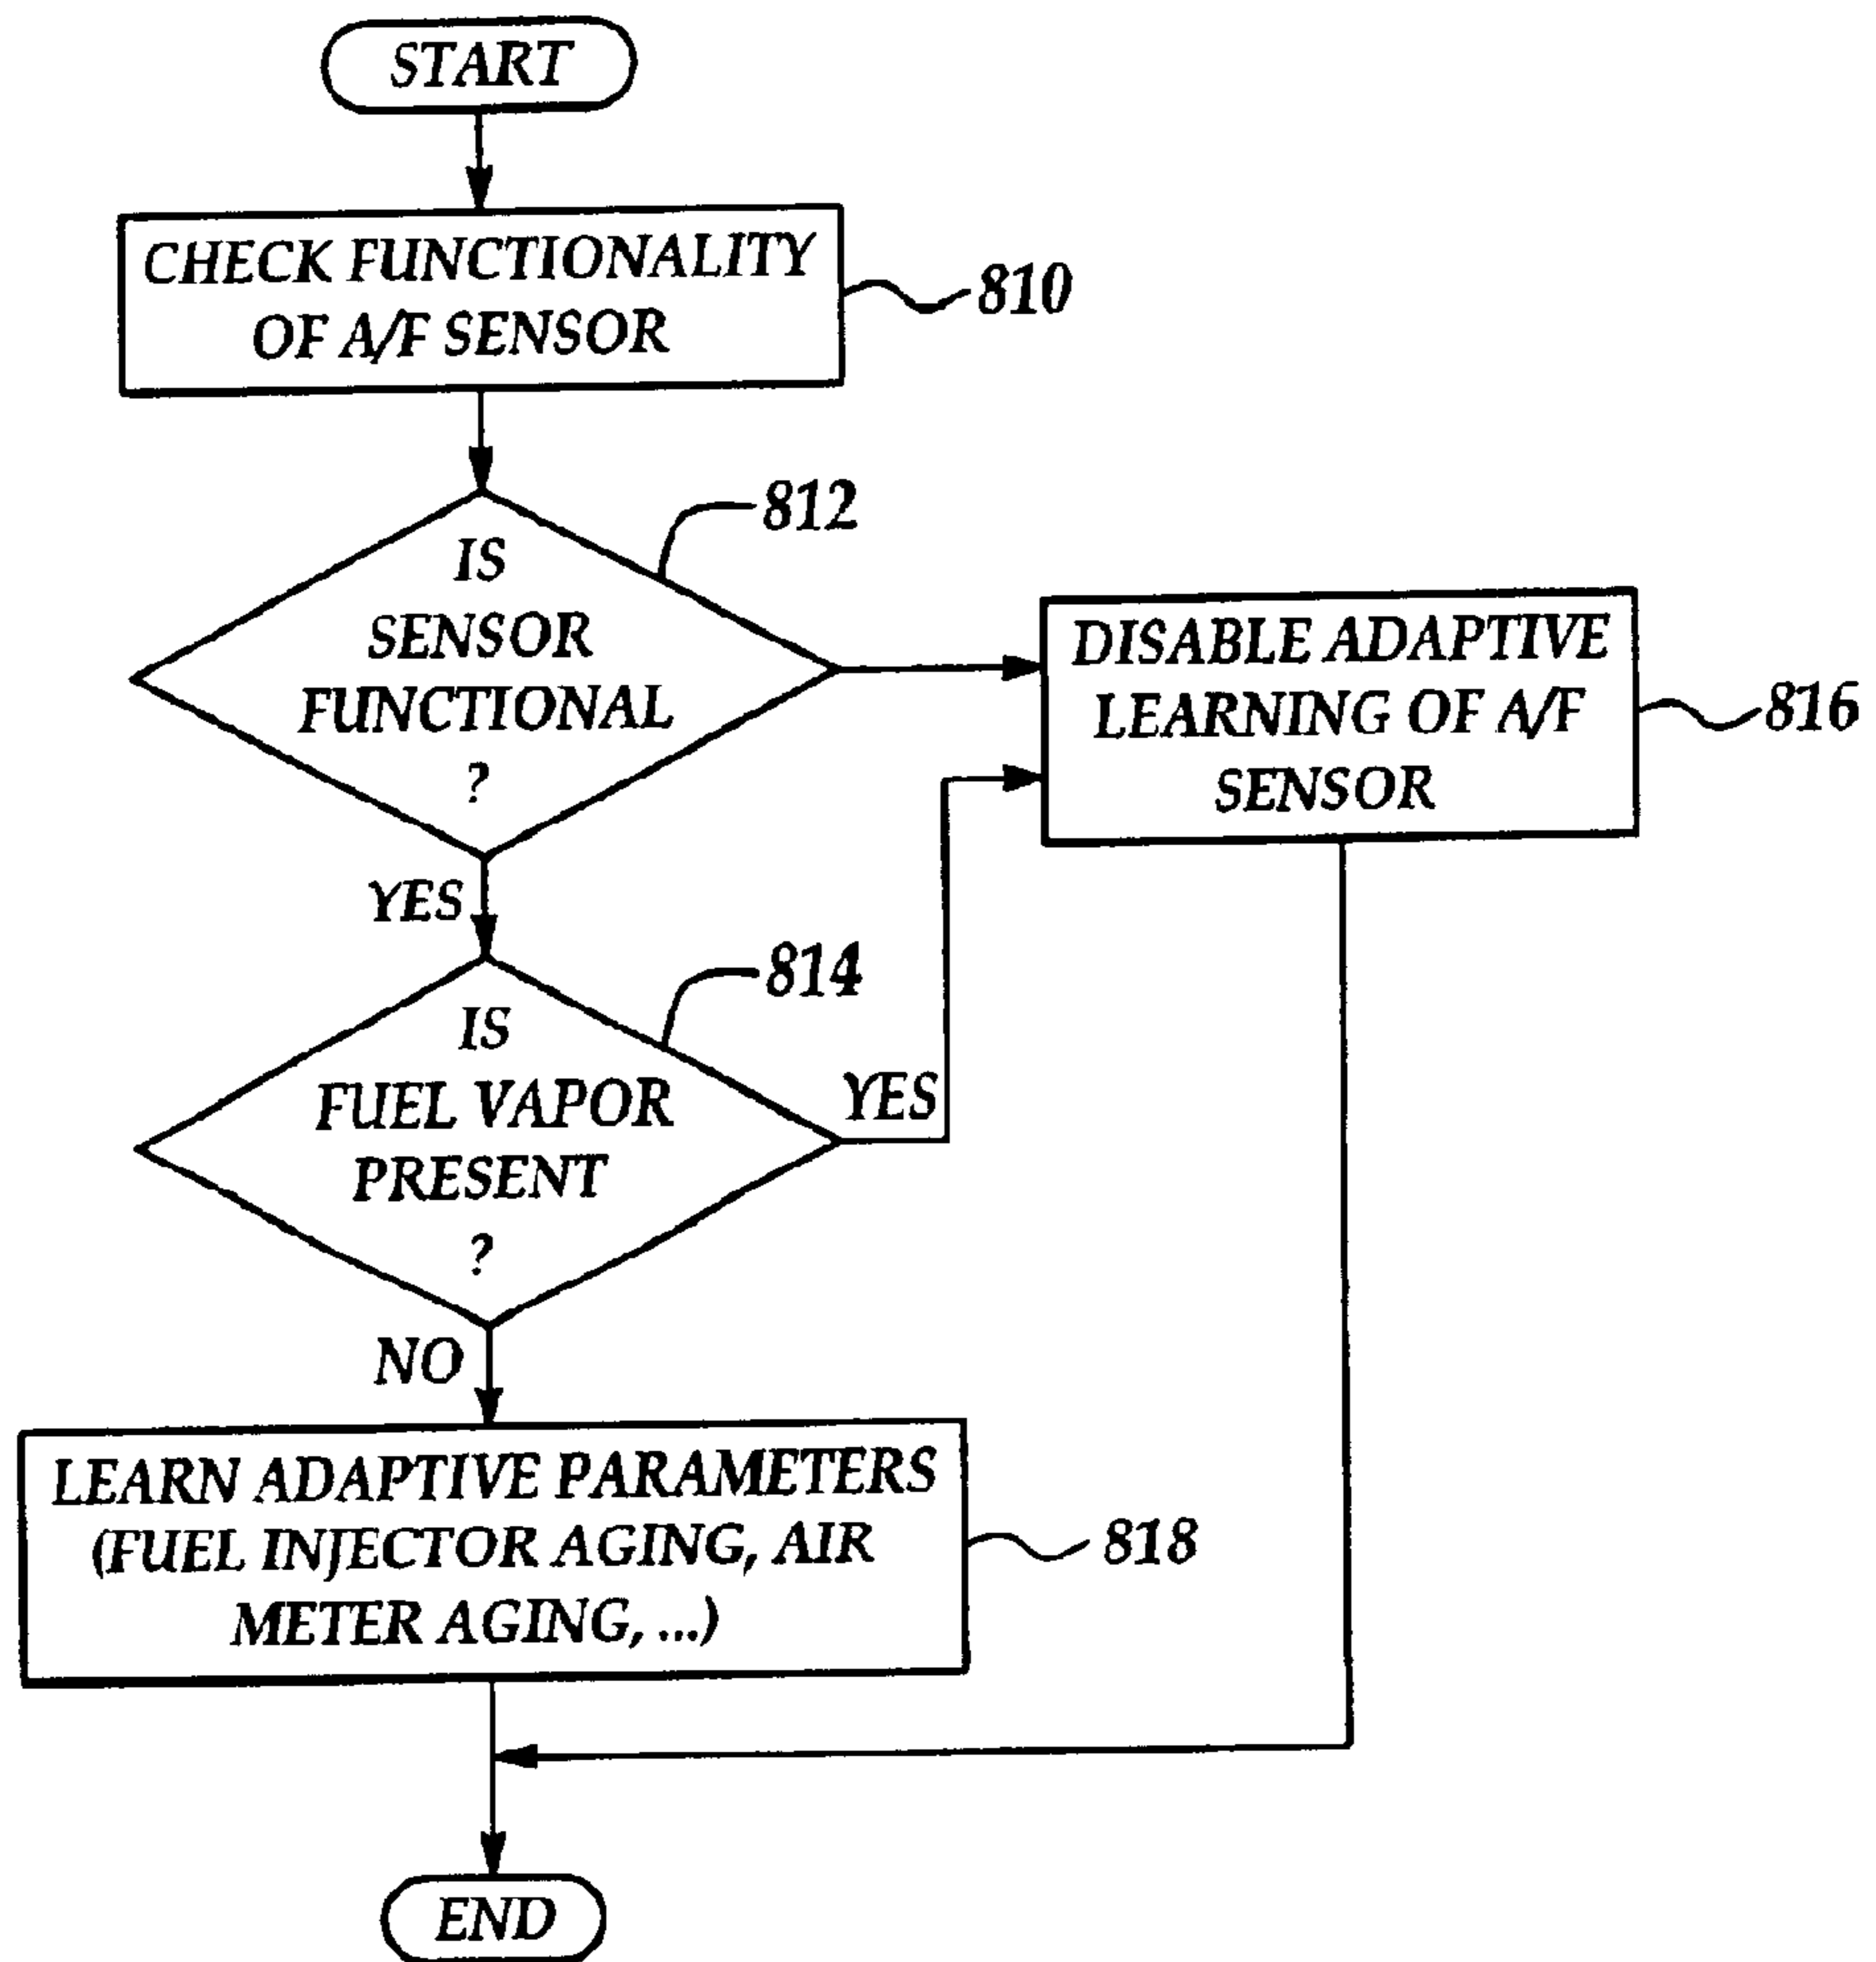 START
CHECK FUNCTIONALITY
OF A/F SENSOR
810
812
IS
SENSOR
FUNCTIONAL
?
DISABLE ADAPTIVE
LEARNING OF A/F
SENSOR
816
YES
814
IS
FUEL VAPOR
PRESENT
?
YES
NO
LEARN ADAPTIVE PARAMETERS
(FUEL INJECTOR AGING, AIR
METER AGING, ...)
818
END